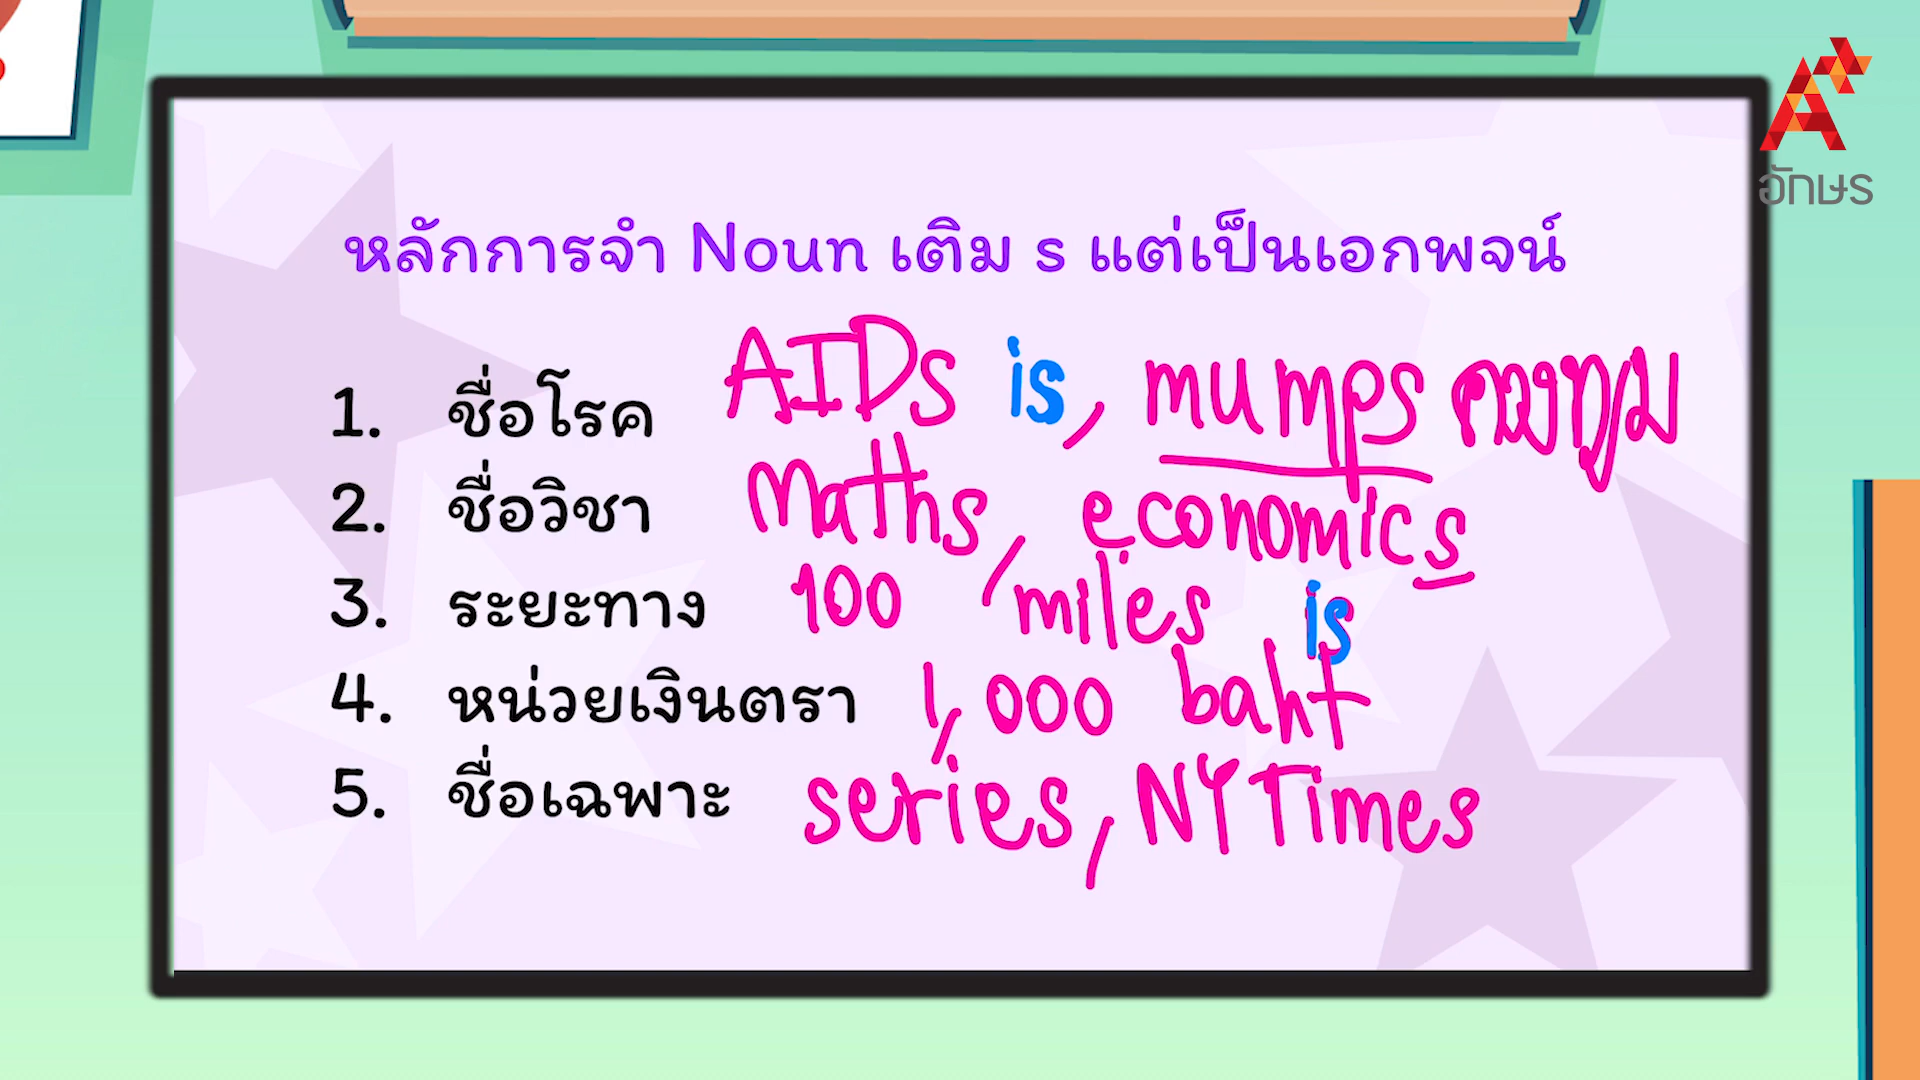 อักษร
หลักการจำ Noun เติม s แต่เป็นเอกพจน์
1. ชื่อโรค AIDs is, mumps คางทูม
2. ชื่อวิชา Maths, economics
3. ระยะทาง 100 miles is
4. หน่วยเงินตรา 1,000 baht
5. ชื่อเฉพาะ series, NY Times